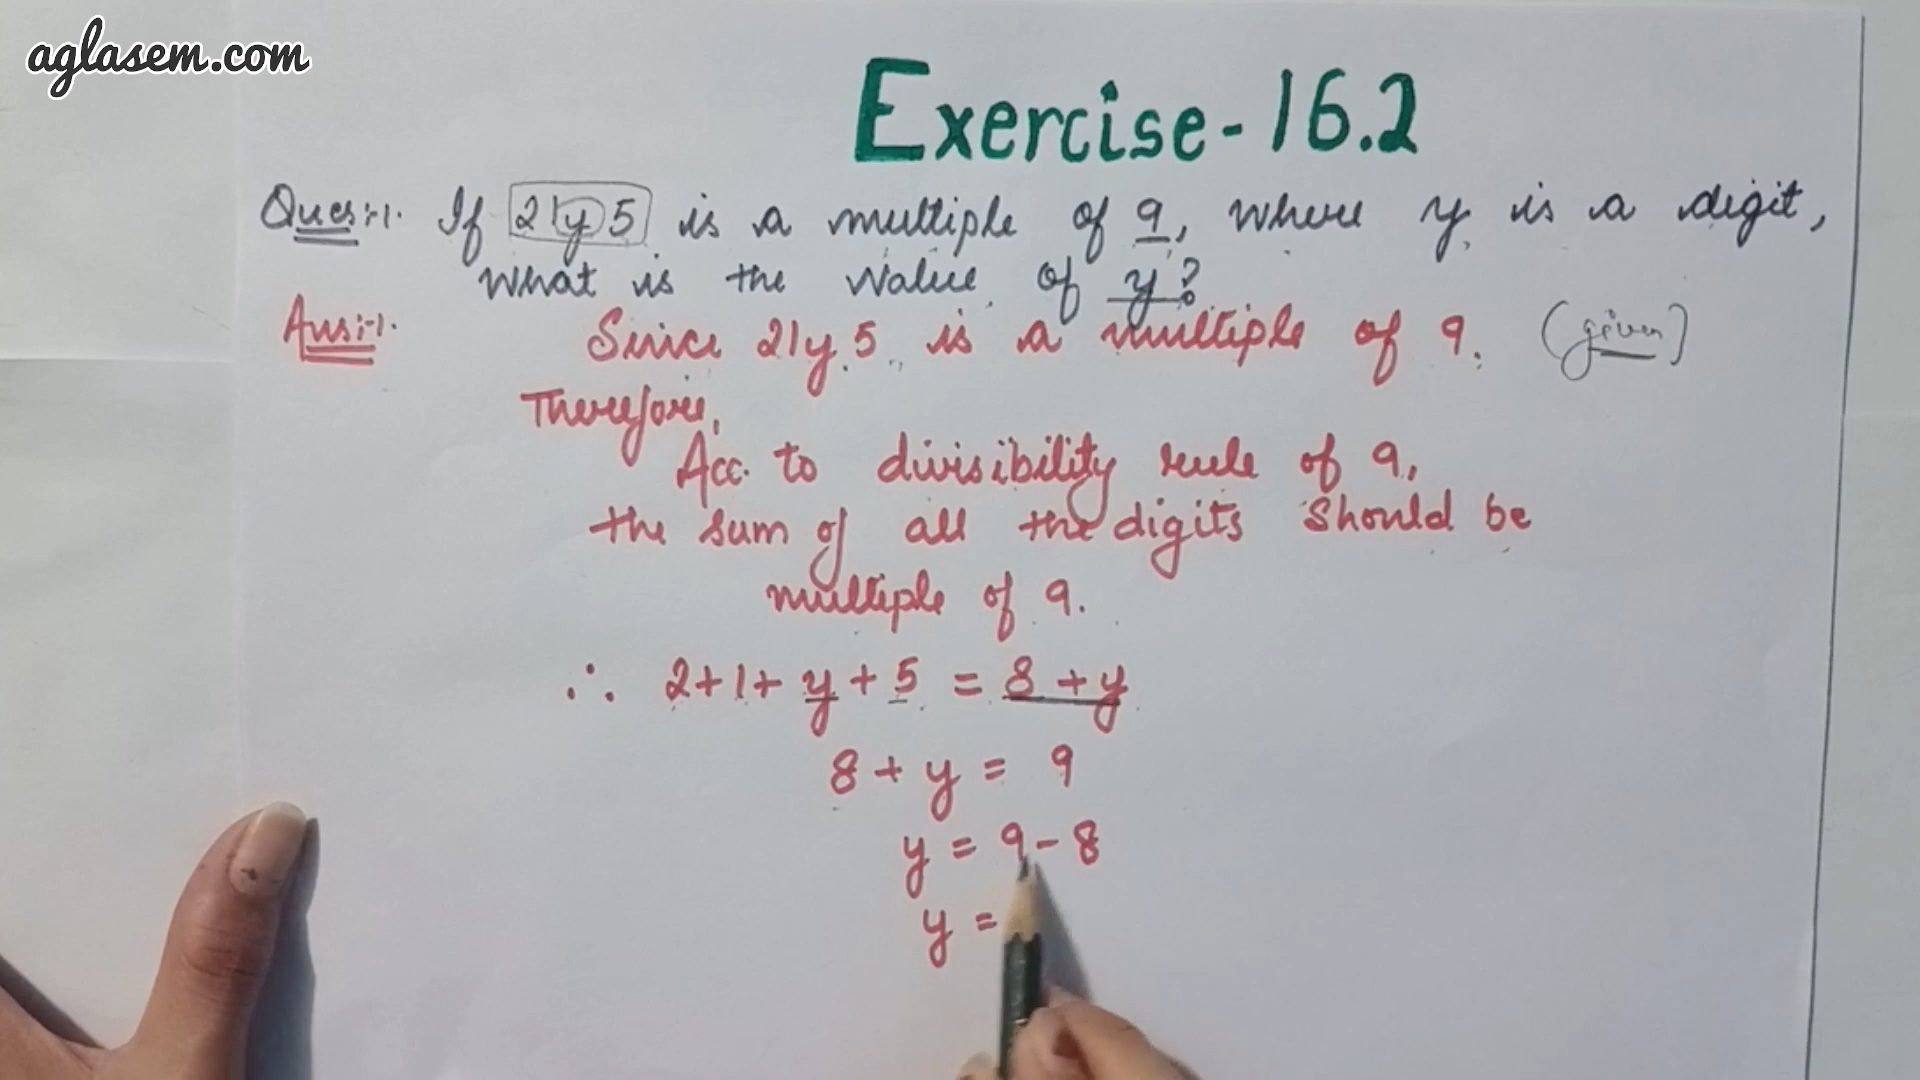 aglasem.com
Exercise-16.2
Ques:-1. If 21y5 is a multiple of 9, where y is a digit,
what is the value of y?
Ans:-1. Since 21y5 is a multiple of 9. (given)
Therefore,
Acc. to divisibility rule of 9,
the sum of all the digits should be
multiple of 9.
∴ 2+1+y+5 = 8+y
8+y = 9
y = 9-8
y =